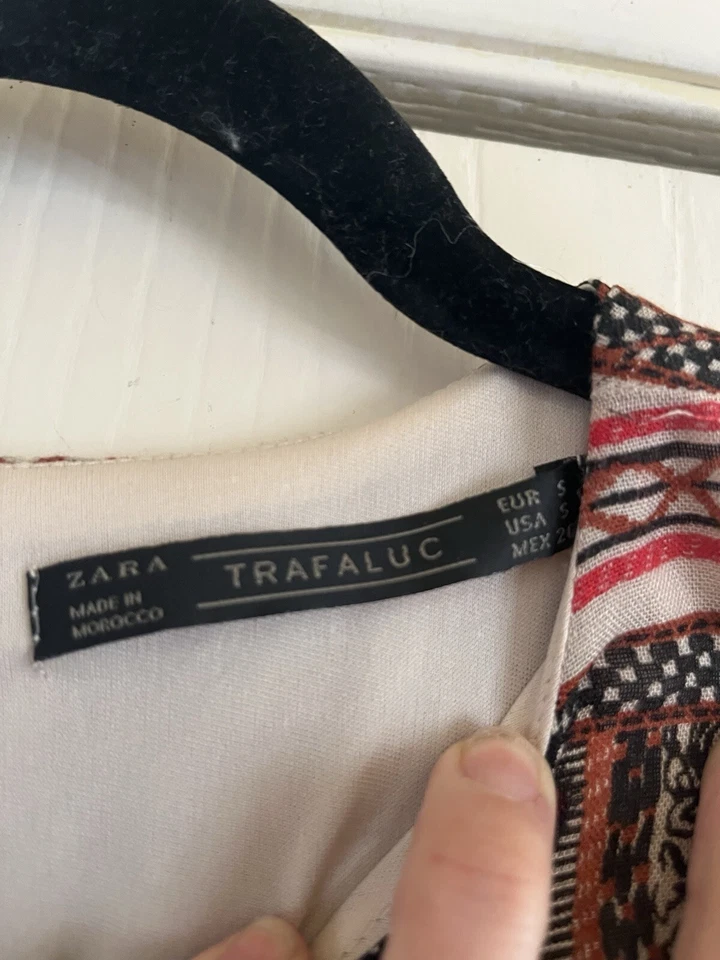 ZARA
MADE IN
MOROCCO
TRAFALUC
EUR S
USA S
MEX